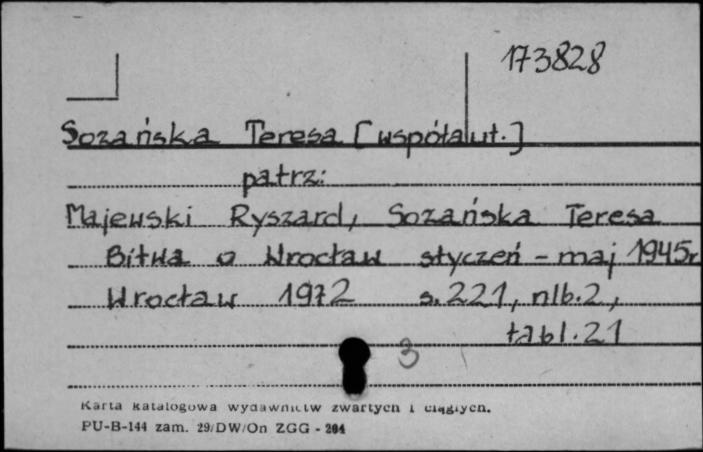 173828
Sozańska Teresa [współaut.]
patrz:
Majewski Ryszard, Sozańska Teresa
Bitwa o Wrocław styczeń - maj 1945r
Wrocław 1972 s. 221, nlb. 2,
tabl. 21
3
Karta katalogowa wydawnictw zwartych i ciągłych.
PU-B-144 zam. 29/DW/On ZGG - 204